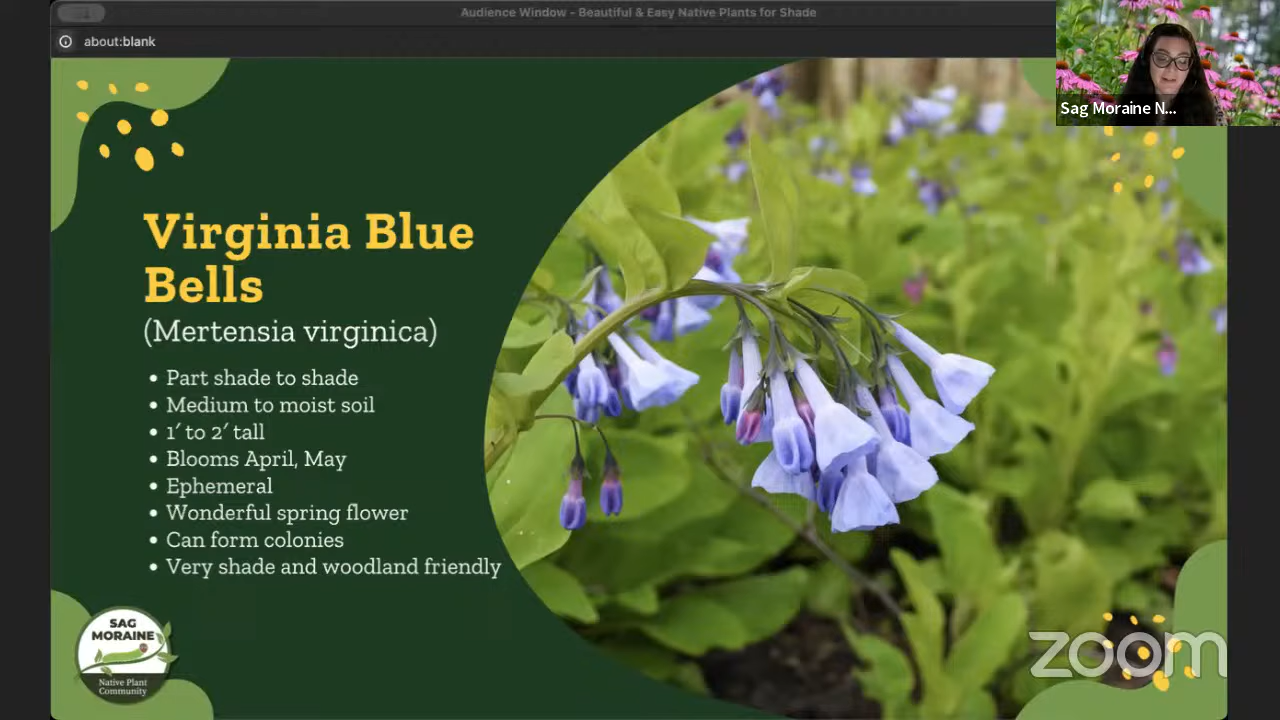 Audience Window - Beautiful & Easy Native Plants for Shade
about:blank
Sag Moraine N...
Virginia Blue
Bells
(Mertensia virginica)
• Part shade to shade
• Medium to moist soil
• 1′ to 2′ tall
• Blooms April, May
• Ephemeral
• Wonderful spring flower
• Can form colonies
• Very shade and woodland friendly
SAG
MORAINE
Native Plant
Community
zoom